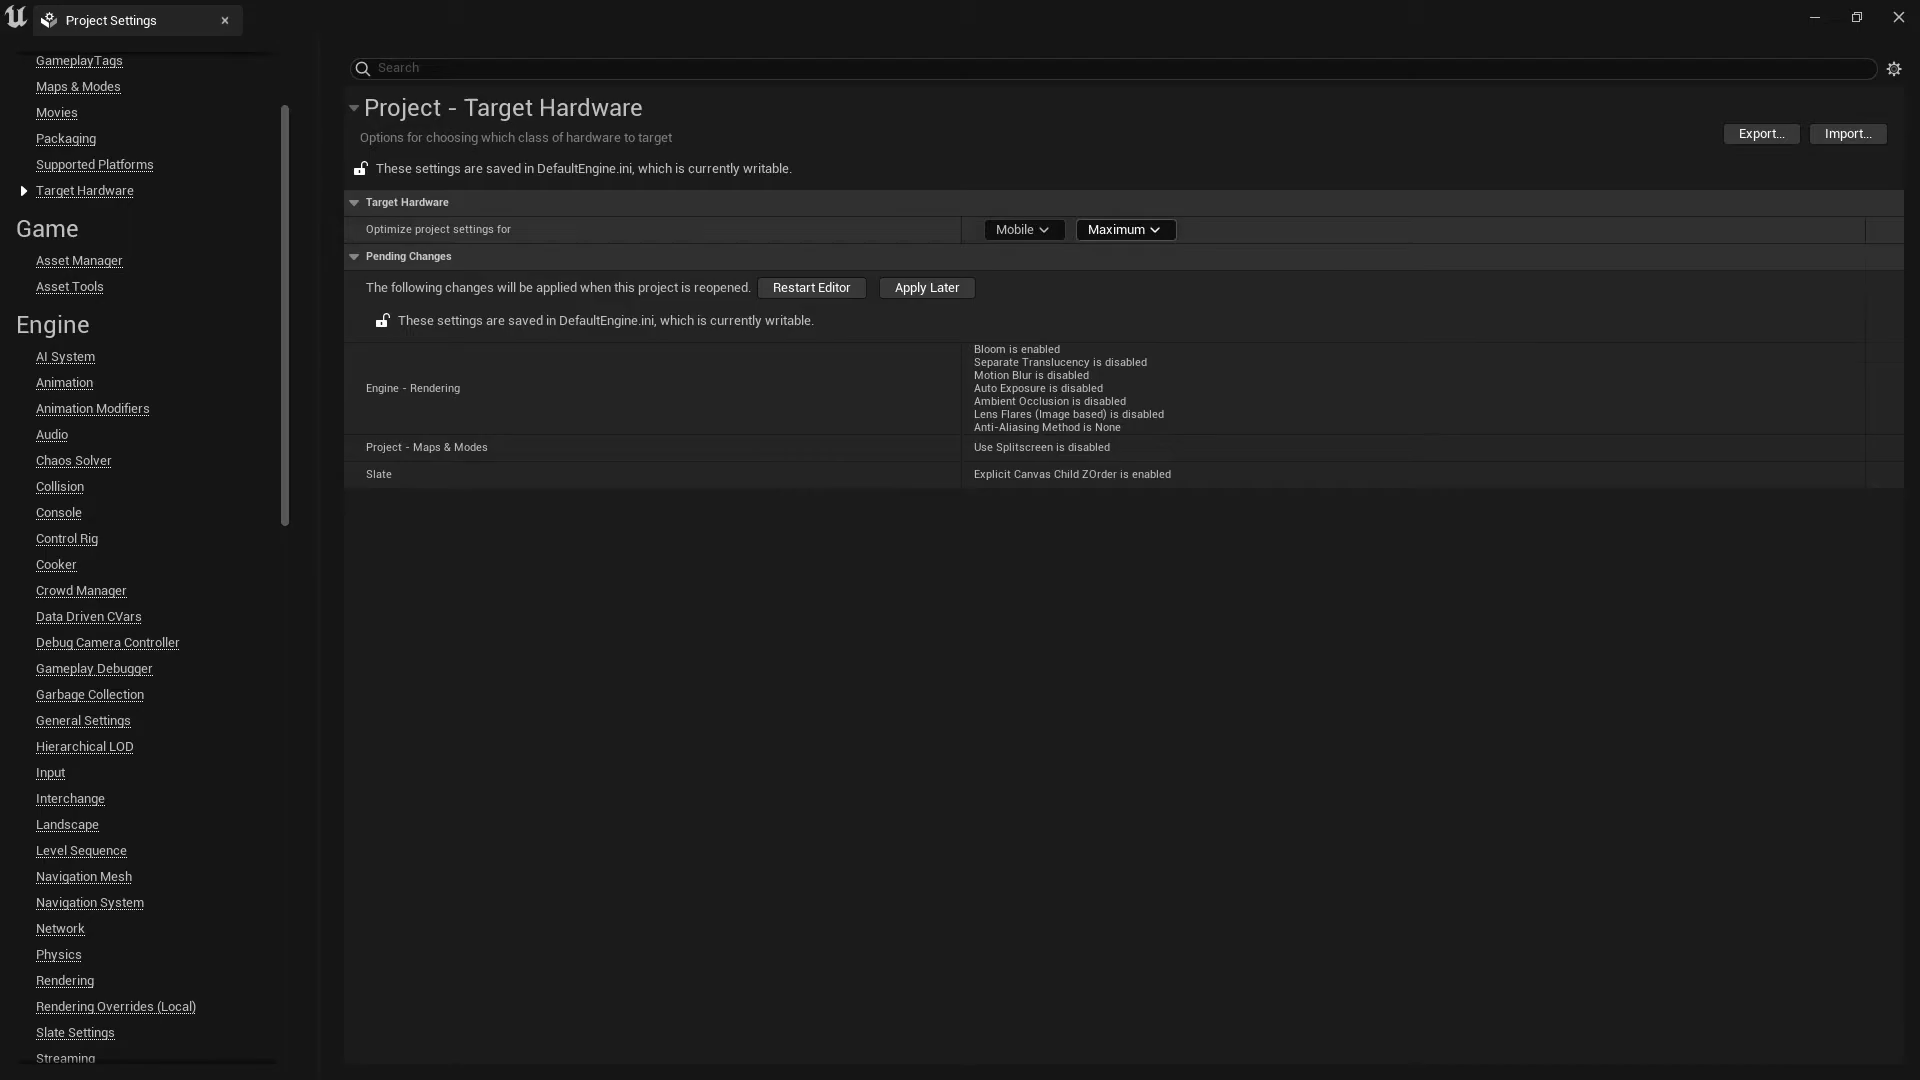 Project Settings
GameplayTags
Maps & Modes
Movies
Packaging
Supported Platforms
Target Hardware
Game
Asset Manager
Asset Tools
Engine
AI System
Animation
Animation Modifiers
Audio
Chaos Solver
Collision
Console
Control Rig
Cooker
Crowd Manager
Data Driven CVars
Debug Camera Controller
Gameplay Debugger
Garbage Collection
General Settings
Hierarchical LOD
Input
Interchange
Landscape
Level Sequence
Navigation Mesh
Navigation System
Network
Physics
Rendering
Rendering Overrides (Local)
Slate Settings
Streaming
Search
Project - Target Hardware
Options for choosing which class of hardware to target
Export... Import...
These settings are saved in DefaultEngine.ini, which is currently writable.
Target Hardware
Optimize project settings for Mobile Maximum
Pending Changes
The following changes will be applied when this project is reopened. Restart Editor Apply Later
These settings are saved in DefaultEngine.ini, which is currently writable.
Engine - Rendering
Bloom is enabled
Separate Translucency is disabled
Motion Blur is disabled
Auto Exposure is disabled
Ambient Occlusion is disabled
Lens Flares (Image based) is disabled
Anti-Aliasing Method is None
Project - Maps & Modes Use Splitscreen is disabled
Slate Explicit Canvas Child ZOrder is enabled